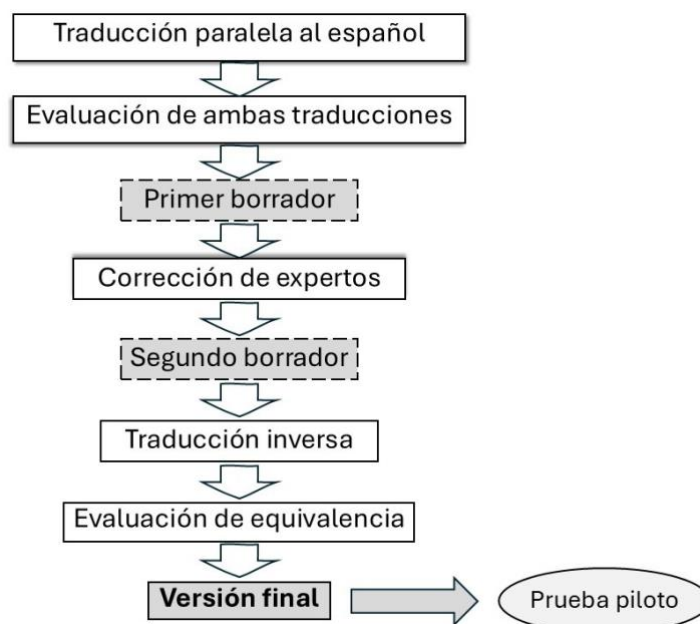 Traducción paralela al español
Evaluación de ambas traducciones
Primer borrador
Corrección de expertos
Segundo borrador
Traducción inversa
Evaluación de equivalencia
Versión final
Prueba piloto